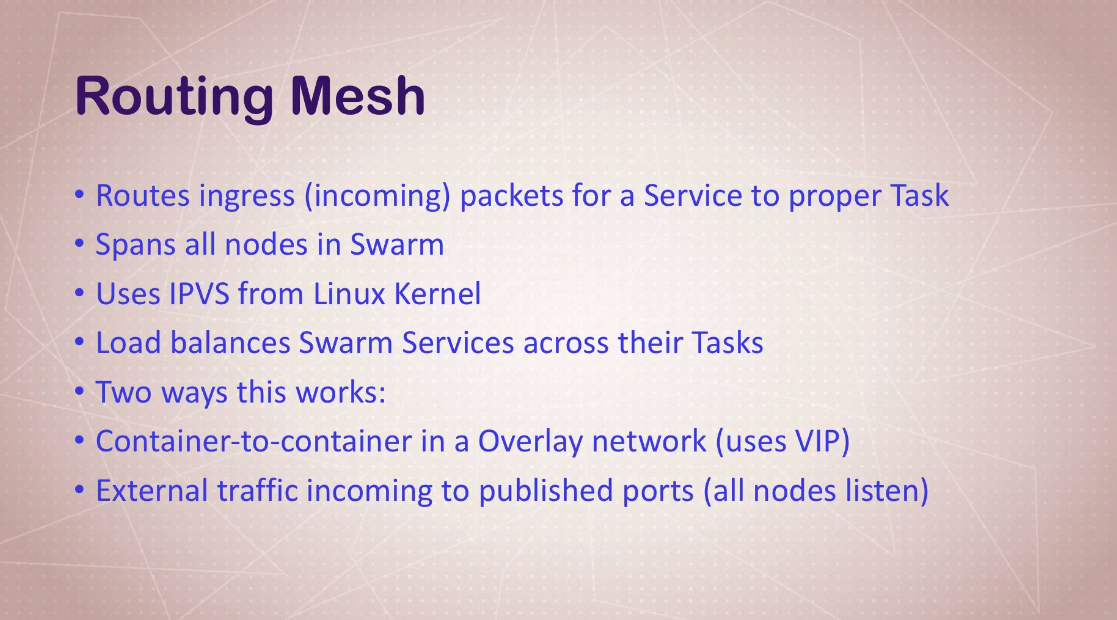 Routing Mesh
• Routes ingress (incoming) packets for a Service to proper Task
• Spans all nodes in Swarm
• Uses IPVS from Linux Kernel
• Load balances Swarm Services across their Tasks
• Two ways this works:
• Container-to-container in a Overlay network (uses VIP)
• External traffic incoming to published ports (all nodes listen)